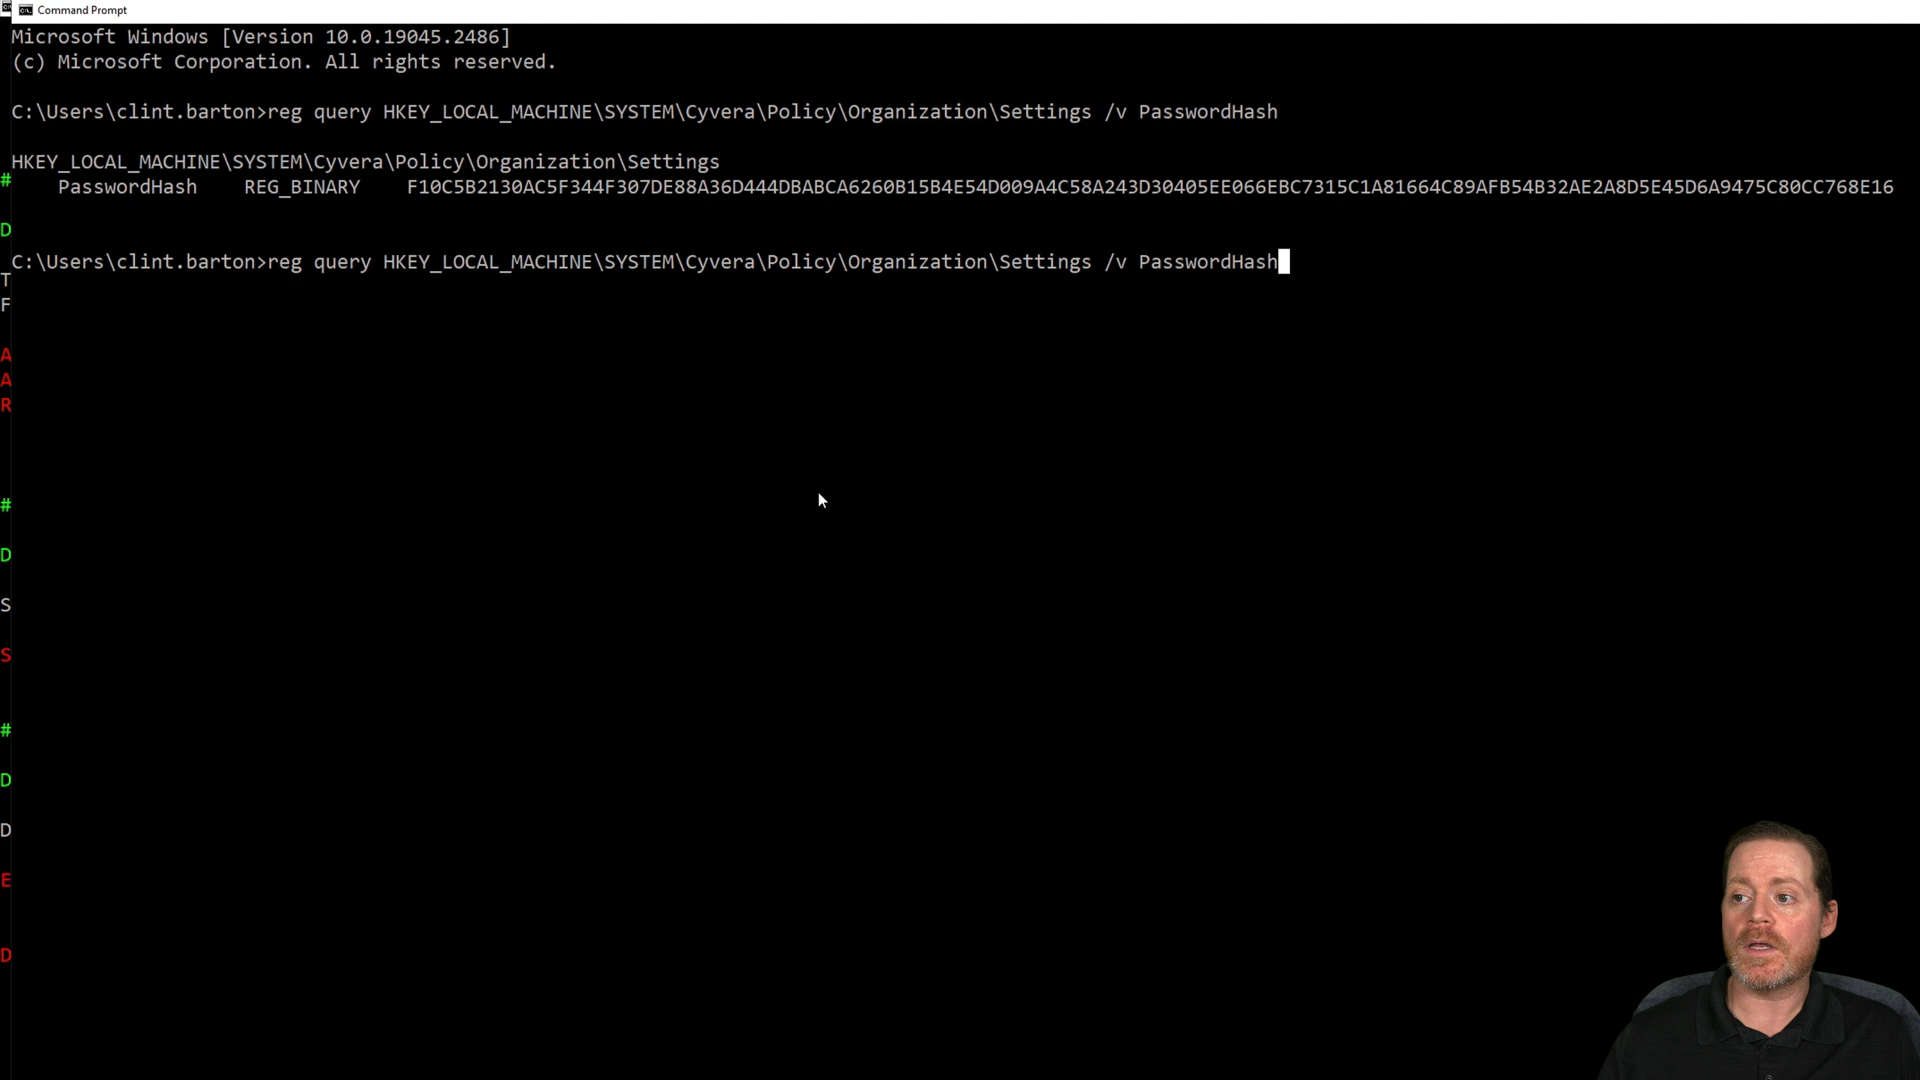 Command Prompt
Microsoft Windows [Version 10.0.19045.2486]
(c) Microsoft Corporation. All rights reserved.
C:\Users\clint.barton>reg query HKEY_LOCAL_MACHINE\SYSTEM\Cyvera\Policy\Organization\Settings /v PasswordHash
HKEY_LOCAL_MACHINE\SYSTEM\Cyvera\Policy\Organization\Settings
#
PasswordHash REG_BINARY F10C5B2130AC5F344F307DE88A36D444DBABCA6260B15B4E54D009A4C58A243D30405EE066EBC7315C1A81664C89AFB54B32AE2A8D5E45D6A9475C80CC768E16
D
C:\Users\clint.barton>reg query HKEY_LOCAL_MACHINE\SYSTEM\Cyvera\Policy\Organization\Settings /v PasswordHash
T
F
A
A
R
#
D
S
S
#
D
D
E
D